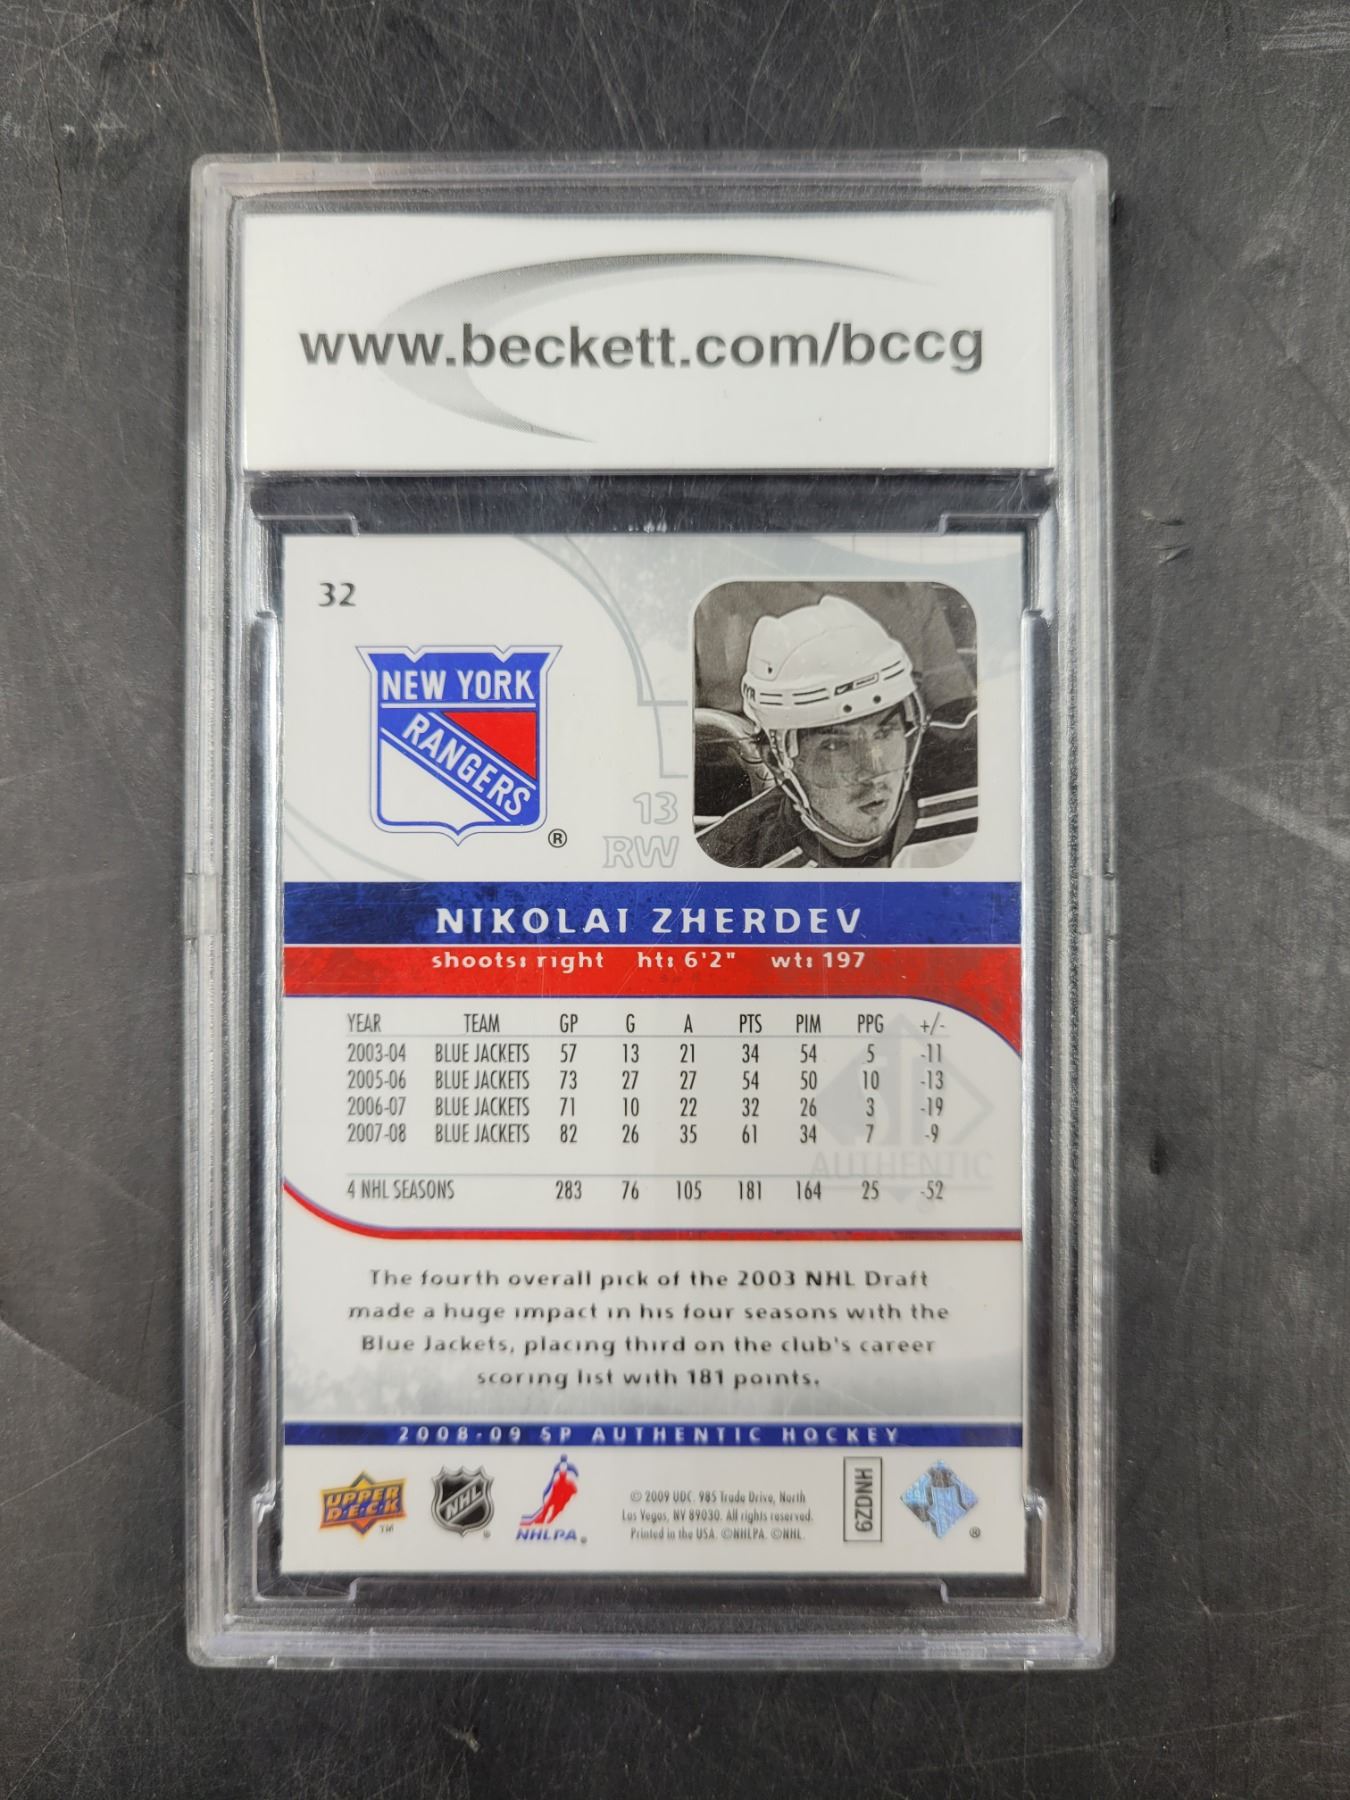 www.beckett.com/bccg
32
NEW YORK
RANGERS
®
13
RW
NIKOLAI ZHERDEV
shoots: right ht: 6'2" wt: 197
YEAR TEAM GP G A PTS PIM PPG +/-
2003-04 BLUE JACKETS 57 13 21 34 54 5 -11
2005-06 BLUE JACKETS 73 27 27 54 50 10 -13
2006-07 BLUE JACKETS 71 10 22 32 26 3 -19
2007-08 BLUE JACKETS 82 26 35 61 34 7 -9
SP
AUTHENTIC
4 NHL SEASONS 283 76 105 181 164 25 -52
The fourth overall pick of the 2003 NHL Draft
made a huge impact in his four seasons with the
Blue Jackets, placing third on the club's career
scoring list with 181 points.
2008-09 SP AUTHENTIC HOCKEY
UPPER
DECK
TM
NHL
®
NHLPA
®
© 2009 UDC. 985 Trade Drive, North
Las Vegas, NV 89030. All rights reserved.
Printed in the USA. ©NHLPA. ©NHL.
6ZDNH
®